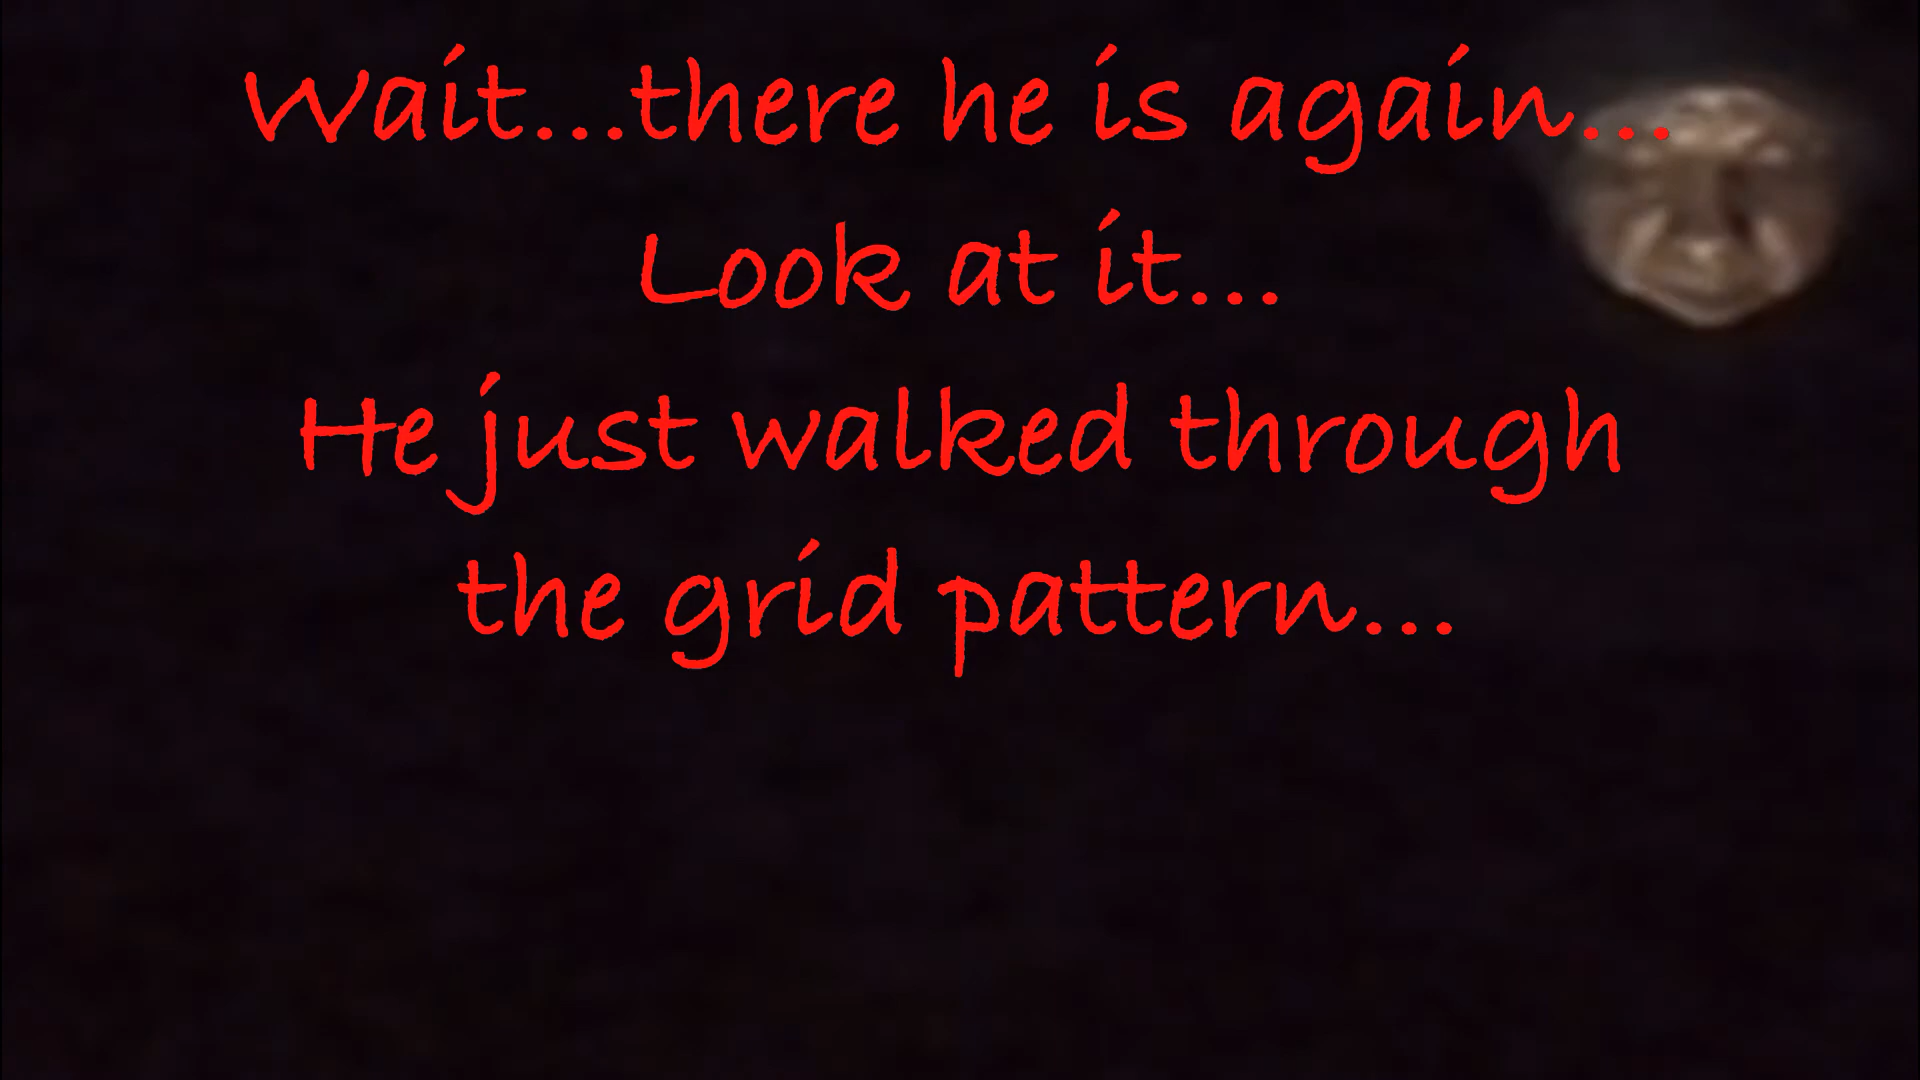 Wait...there he is again...
Look at it...
He just walked through
the grid pattern...